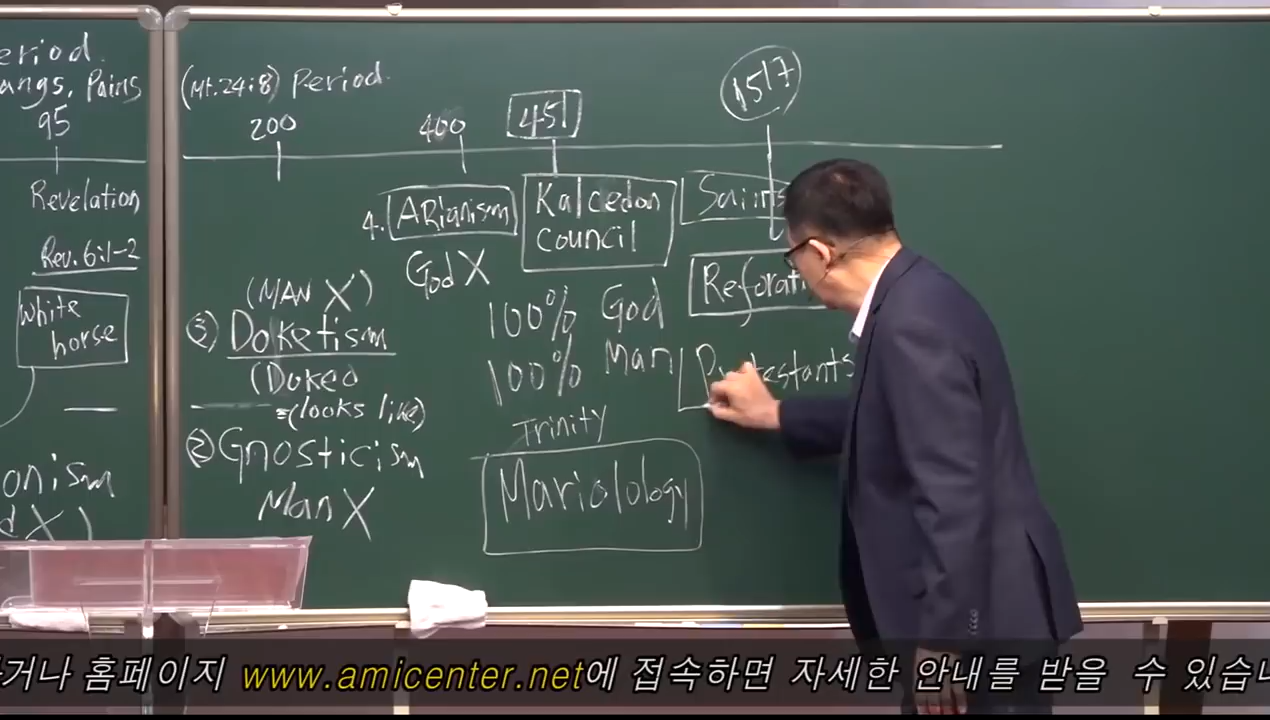 eriod.
angs, Pains
95
Revelation
Rev. 6:1-2
White
horse
onism
d X)
(Mt. 24:8) Period.
200
400
451
1517
4. ARianism
God X
Kalcedon
council
Saints
(MAN X)
③ Doketism
(Dokeo
=(looks like)
② Gnosticism
Man X
100% God
100% Man
Trinity
Mariolology
Reforati
Protestants
거나 홈페이지 www.amicenter.net에 접속하면 자세한 안내를 받을 수 있습니